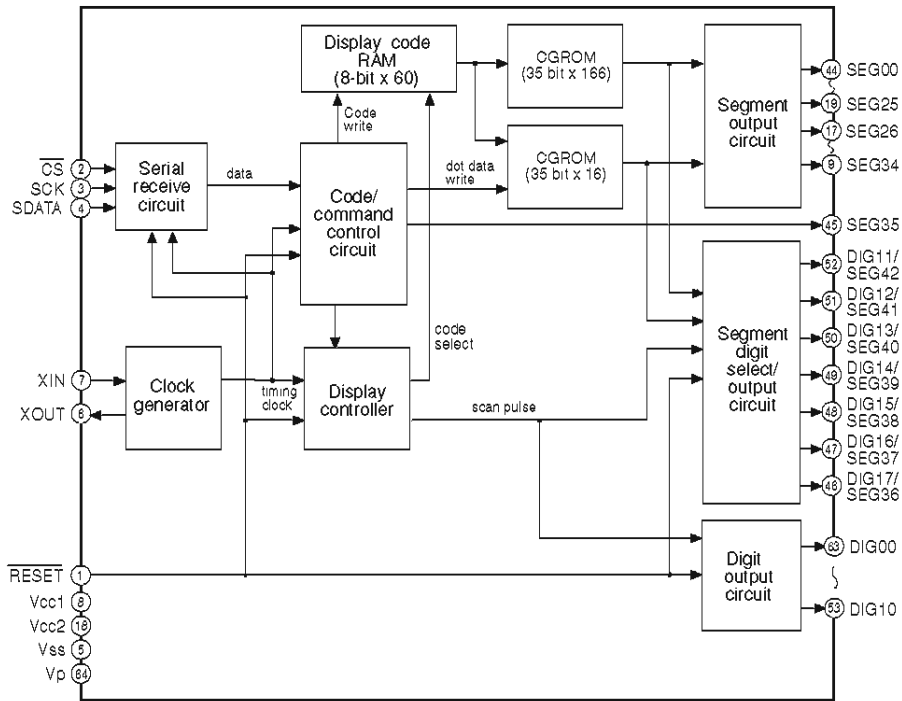 Display code
RAM
(8-bit x 60)
CGROM
(35 bit x 166)
Segment
output
circuit
44 SEG00
19 SEG25
17 SEG26
9 SEG34
Code
write
CS 2
SCK 3
SDATA 4
Serial
receive
circuit
data
Code/
command
control
circuit
dot data
write
CGROM
(35 bit x 16)
45 SEG35
52 DIG11/
SEG42
51 DIG12/
SEG41
50 DIG13/
SEG40
49 DIG14/
SEG39
48 DIG15/
SEG38
47 DIG16/
SEG37
46 DIG17/
SEG36
Segment
digit
select/
output
circuit
code
select
XIN 7
XOUT 6
Clock
generator
timing
clock
Display
controller
scan pulse
RESET 1
Vcc1 8
Vcc2 18
Vss 5
Vp 64
Digit
output
circuit
63 DIG00
53 DIG10